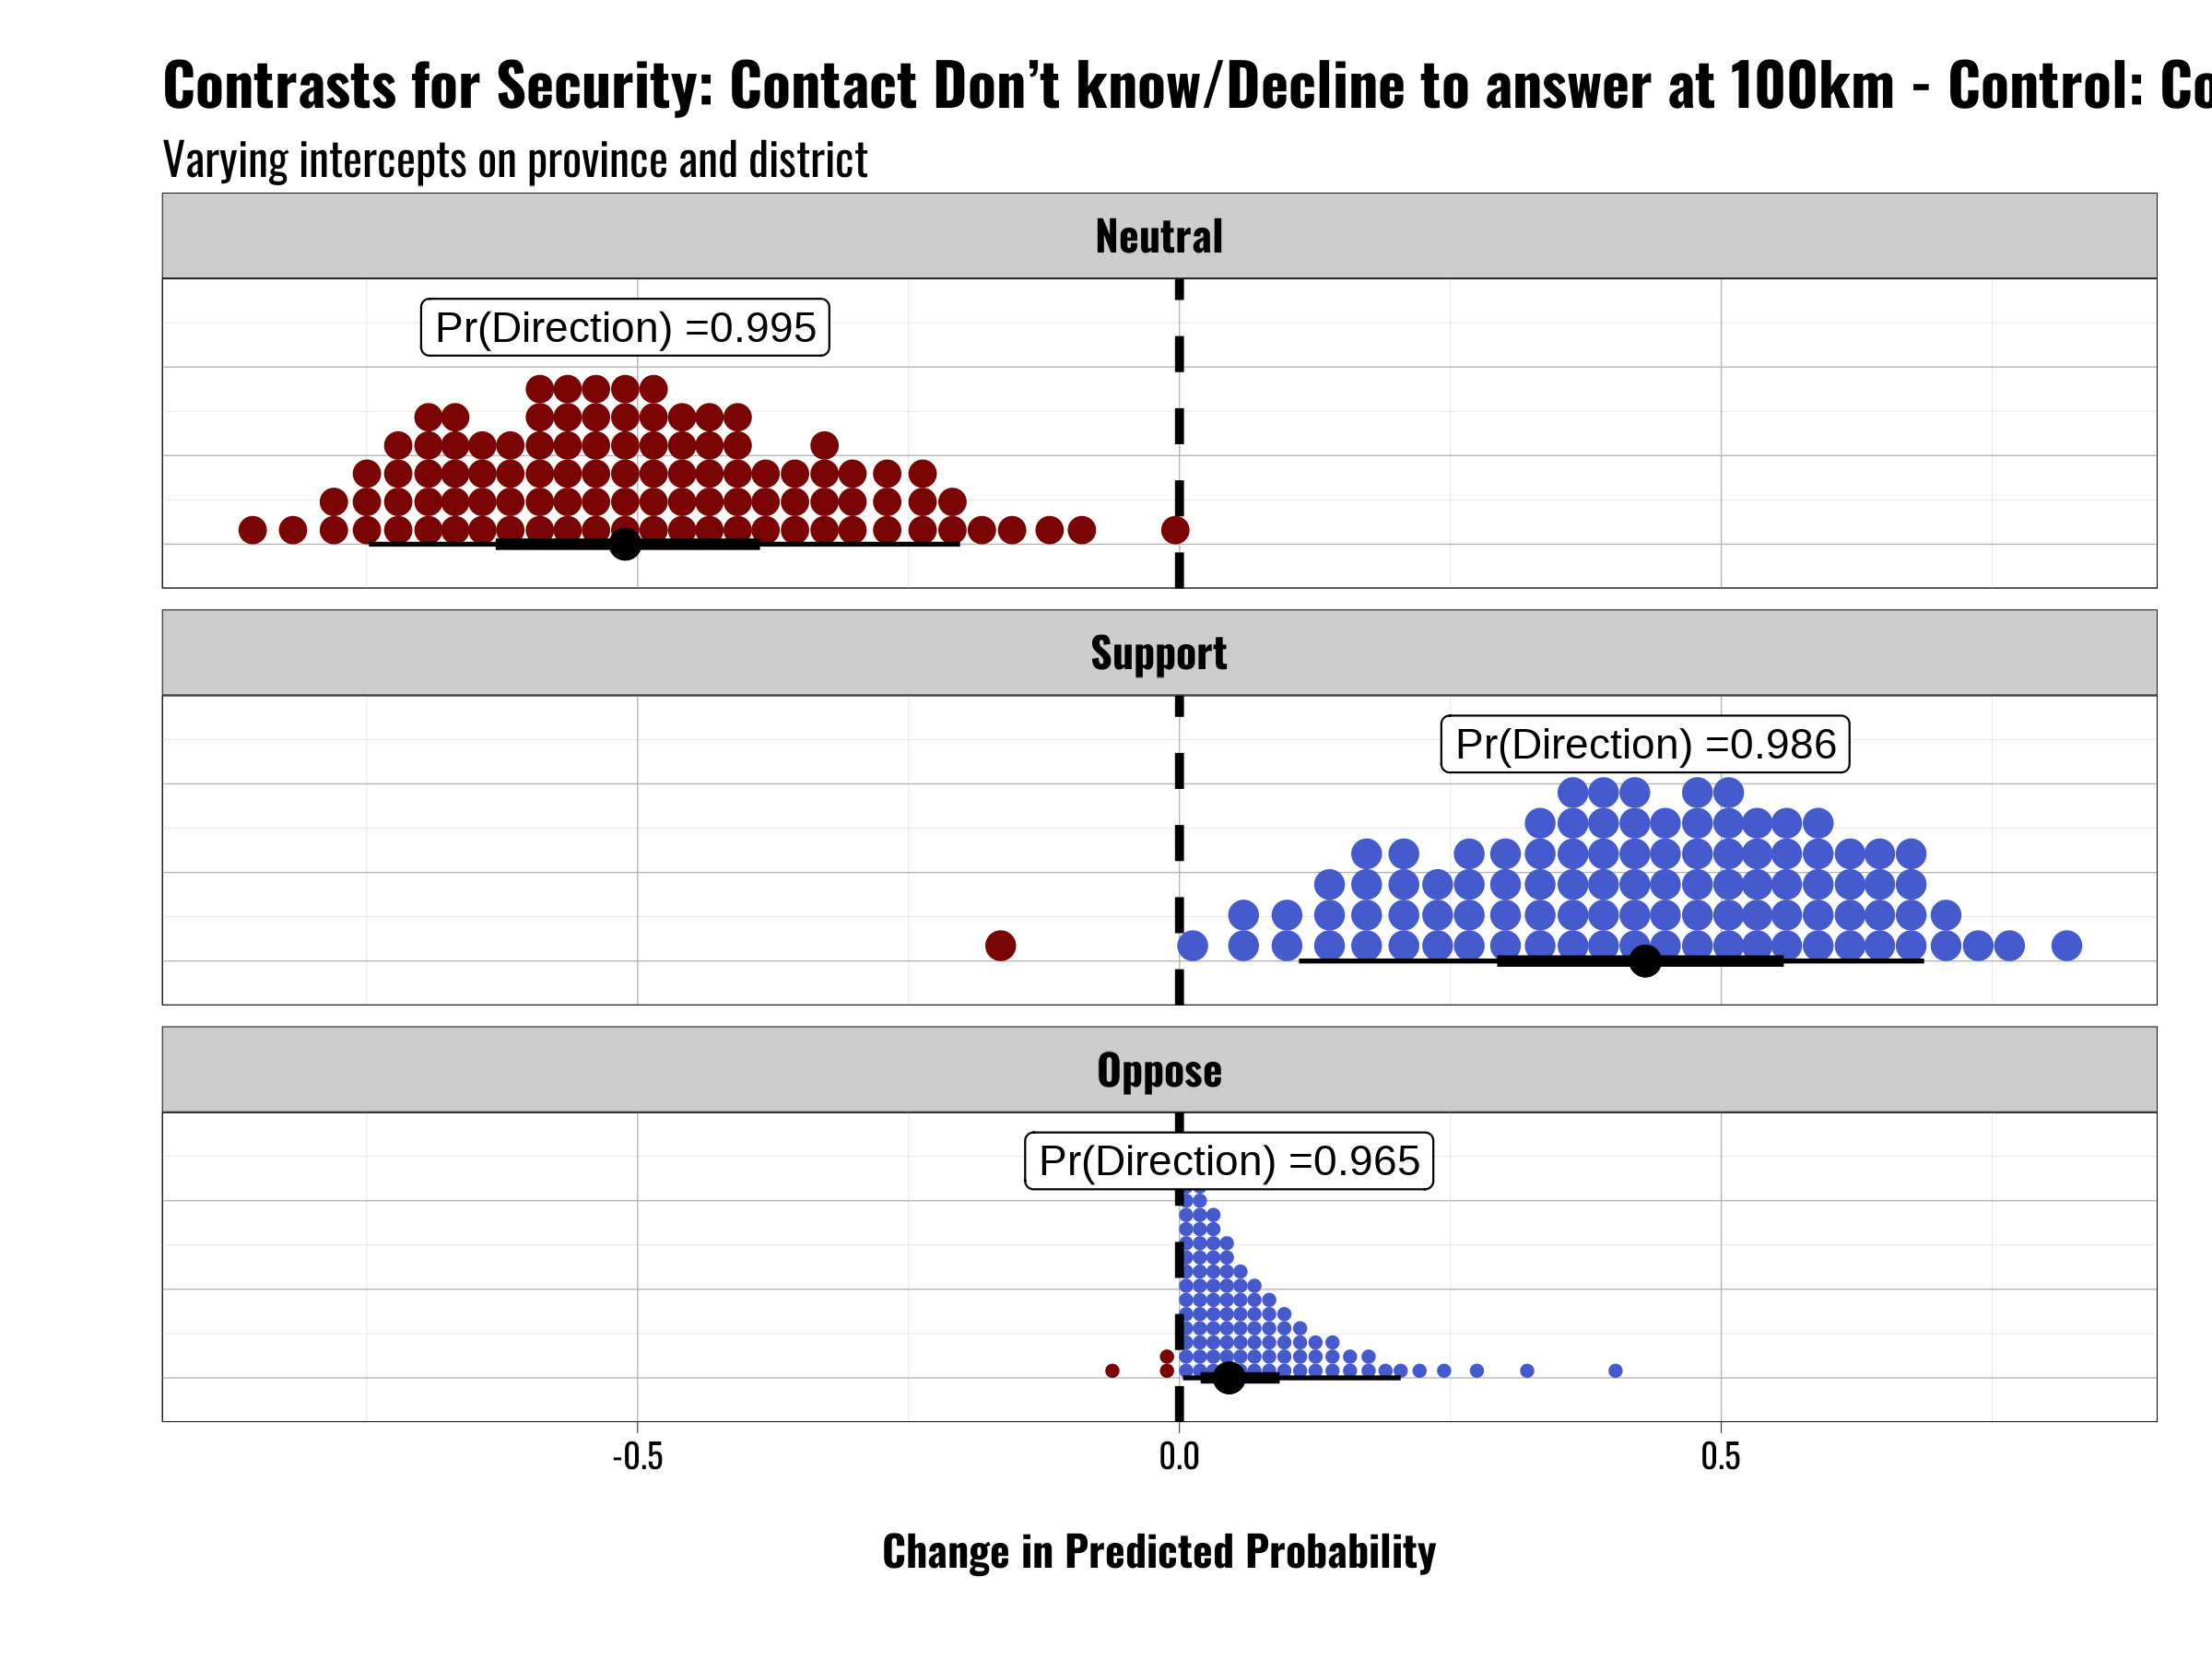 Contrasts for Security: Contact Don’t know/Decline to answer at 100km - Control: Co
Varying intercepts on province and district
Neutral
Pr(Direction) =0.995
Support
Pr(Direction) =0.986
Oppose
Pr(Direction) =0.965
-0.5 0.0 0.5
Change in Predicted Probability